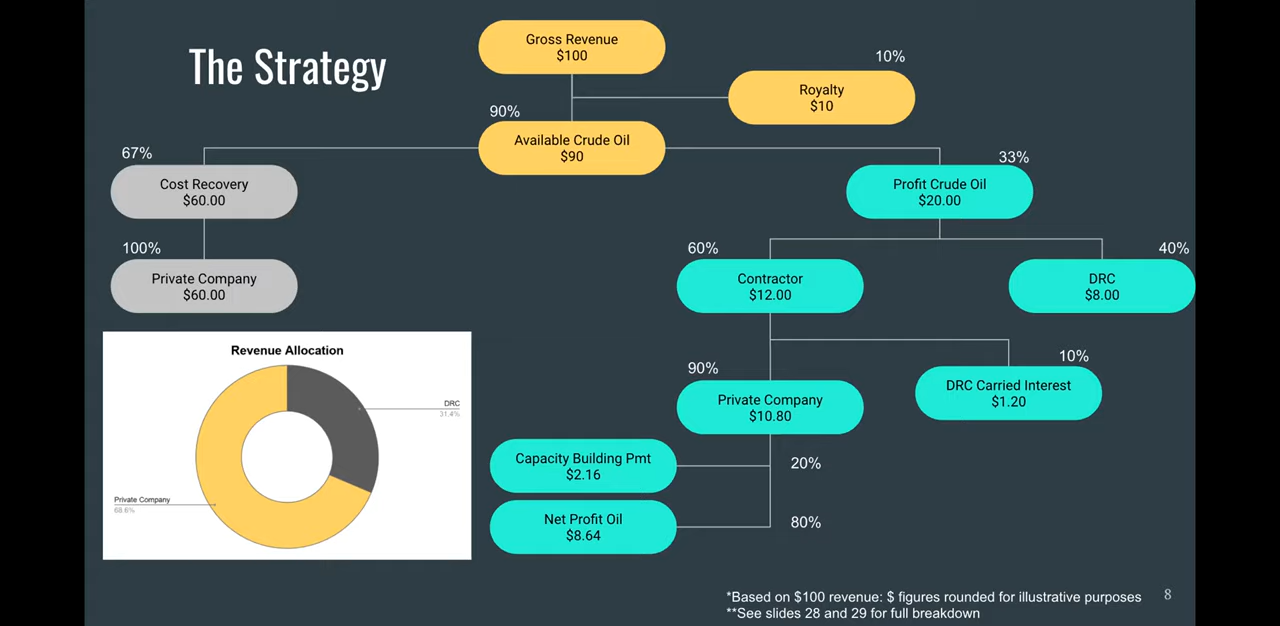 The Strategy
Gross Revenue
$100
10%
Royalty
$10
90%
Available Crude Oil
$90
67%
Cost Recovery
$60.00
33%
Profit Crude Oil
$20.00
100%
Private Company
$60.00
60%
Contractor
$12.00
40%
DRC
$8.00
Revenue Allocation
DRC
31.4%
Private Company
68.6%
90%
Private Company
$10.80
10%
DRC Carried Interest
$1.20
Capacity Building Pmt
$2.16
20%
Net Profit Oil
$8.64
80%
*Based on $100 revenue: $ figures rounded for illustrative purposes
**See slides 28 and 29 for full breakdown
8